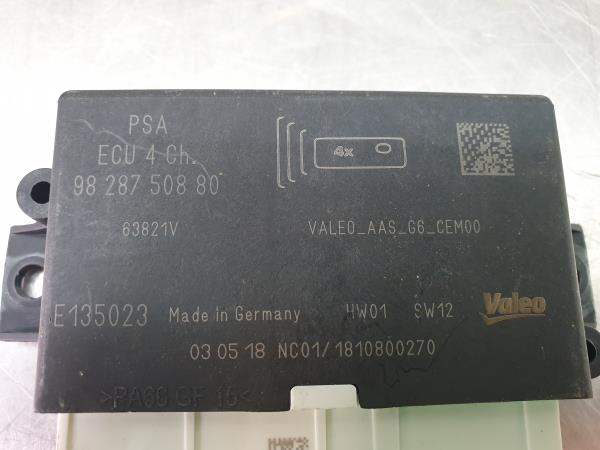 PSA
ECU 4 Ch.
98 287 508 80
4x
63821V
VALEO_AAS_G6_CEM00
E135023 Made in Germany HW01 SW12 Valeo
03 05 18 NC01/1810800270
>PA66 GF 15<